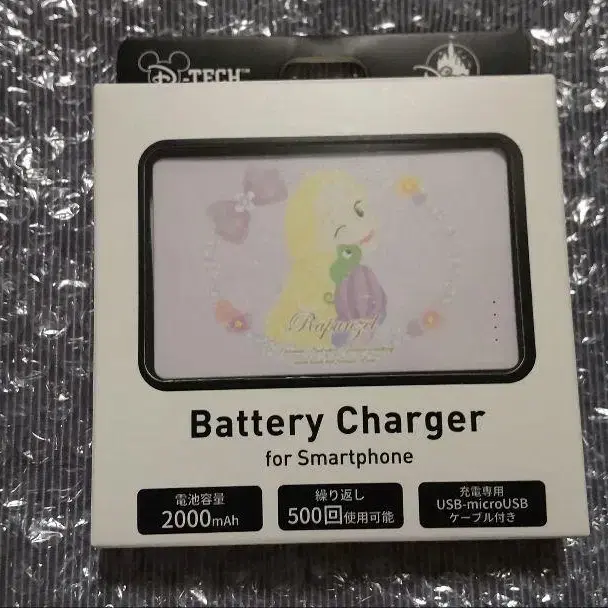 D-TECH™
Rapunzel
Battery Charger
for Smartphone
電池容量
2000mAh
繰り返し
500回使用可能
充電専用
USB-microUSB
ケーブル付き